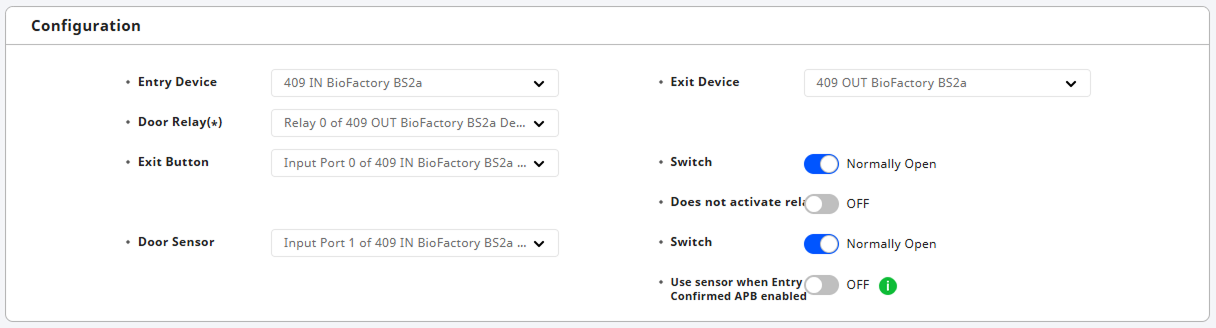 Configuration
Entry Device
409 IN BioFactory BS2a
Exit Device
409 OUT BioFactory BS2a
Door Relay(*)
Relay 0 of 409 OUT BioFactory BS2a De...
Exit Button
Input Port 0 of 409 IN BioFactory BS2a ...
Switch
Normally Open
Does not activate rela
OFF
Door Sensor
Input Port 1 of 409 IN BioFactory BS2a ...
Switch
Normally Open
Use sensor when Entry
Confirmed APB enabled
OFF
i